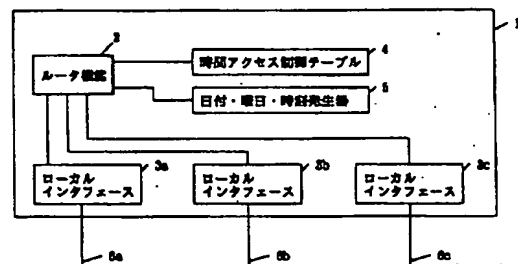 1
2
ルータ機能
時間アクセス制御テーブル
4
日付・曜日・時刻発生器
5
3a
ローカル
インタフェース
3b
ローカル
インタフェース
3c
ローカル
インタフェース
6a
6b
6c